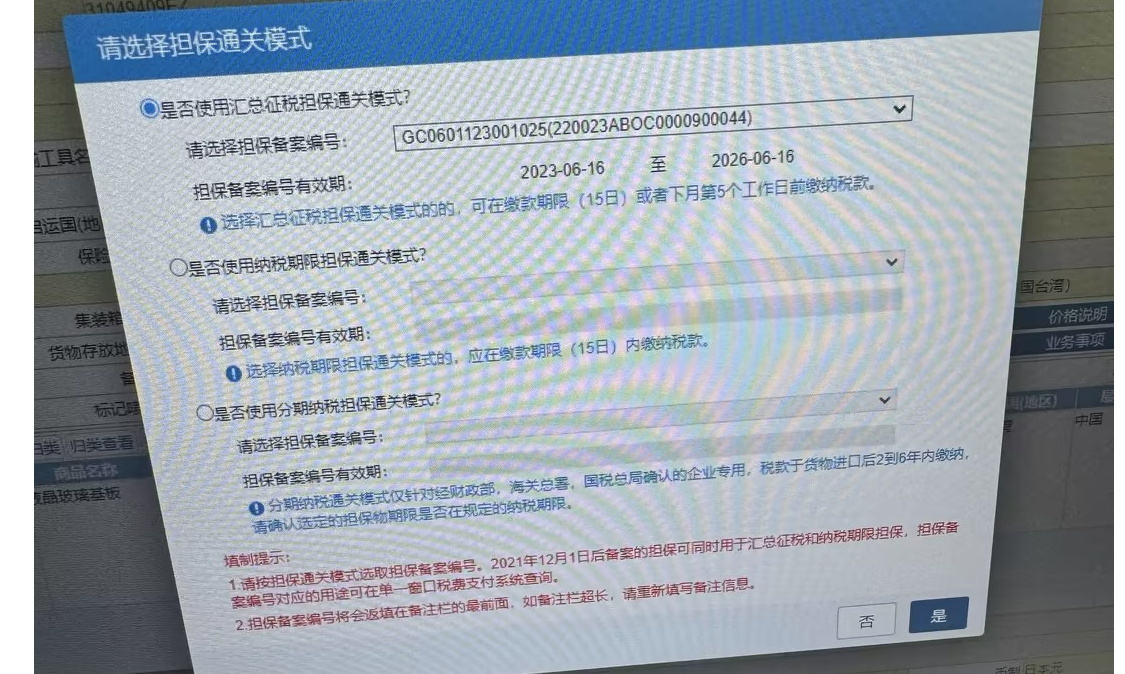 31049409EZ
请选择担保通关模式
是否使用汇总征税担保通关模式?
请选择担保备案编号:
GC0601123001025(220023ABOC0000900044)
工具名
担保备案编号有效期:
2023-06-16 至 2026-06-16
选择汇总征税担保通关模式的的，可在缴款期限（15日）或者下月第5个工作日前缴纳税款。
启运国(地
保险
是否使用纳税期限担保通关模式?
请选择担保备案编号:
国台湾)
集装箱
价格说明
担保备案编号有效期:
货物存放地
业务事项
选择纳税期限担保通关模式的，应在缴款期限（15日）内缴纳税款。
标记唛
是否使用分期纳税担保通关模式?
(地区)
中国
请选择担保备案编号:
归类 归类查看
商品名称
担保备案编号有效期:
液晶玻璃基板
分期纳税通关模式仅针对经财政部，海关总署，国税总局确认的企业专用，税款于货物进口后2到6年内缴纳，
请确认选定的担保物期限是否在规定的纳税期限。
填制提示:
1.请按担保通关模式选取担保备案编号。2021年12月1日后备案的担保可同时用于汇总征税和纳税期限担保，担保备
案编号对应的用途可在单一窗口税费支付系统查询。
2.担保备案编号将会返填在备注栏的最前面，如备注栏超长，请重新填写备注信息。
否
是
日本元